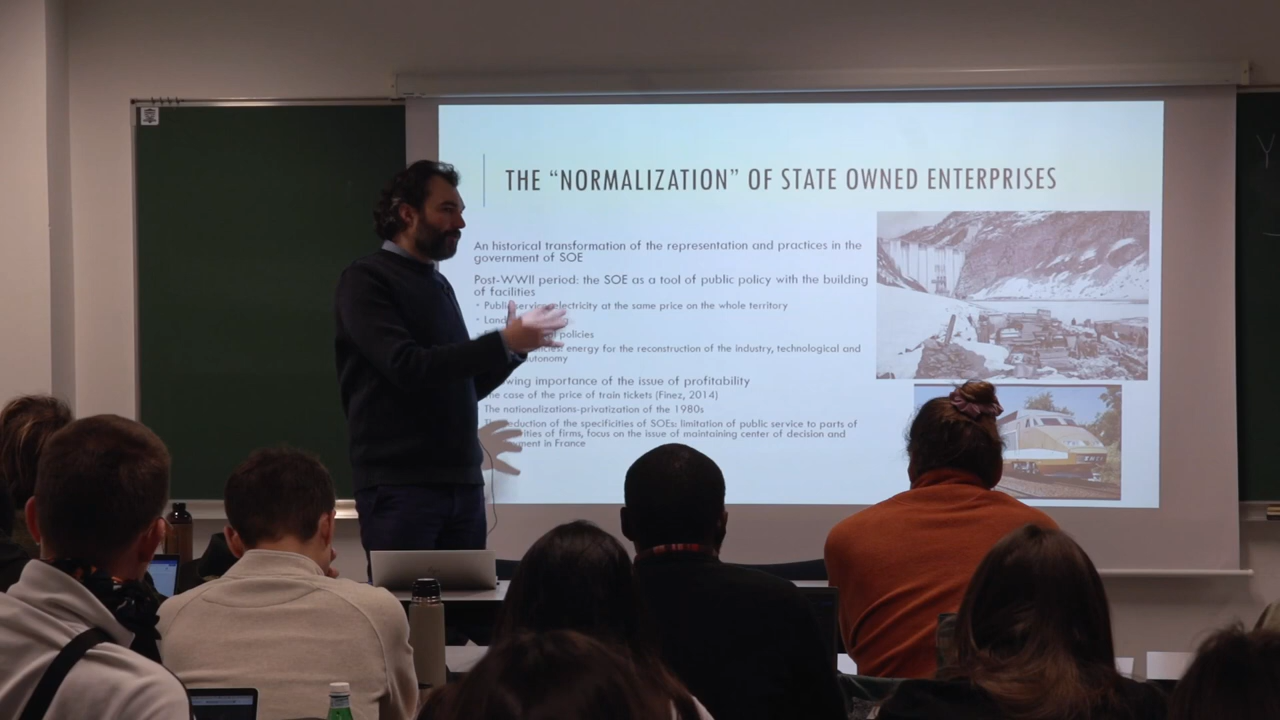 THE “NORMALIZATION” OF STATE OWNED ENTERPRISES
An historical transformation of the representation and practices in the
government of SOE
Post-WWII period: the SOE as a tool of public policy with the building
of facilities
Public service: electricity at the same price on the whole territory
policies
energy for the reconstruction of the industry, technological and
autonomy
importance of the issue of profitability
The case of the price of train tickets (Finez, 2014)
The nationalizations-privatization of the 1980s
The reduction of the specificities of SOEs: limitation of public service to parts of
of firms, focus on the issue of maintaining center of decision and
in France